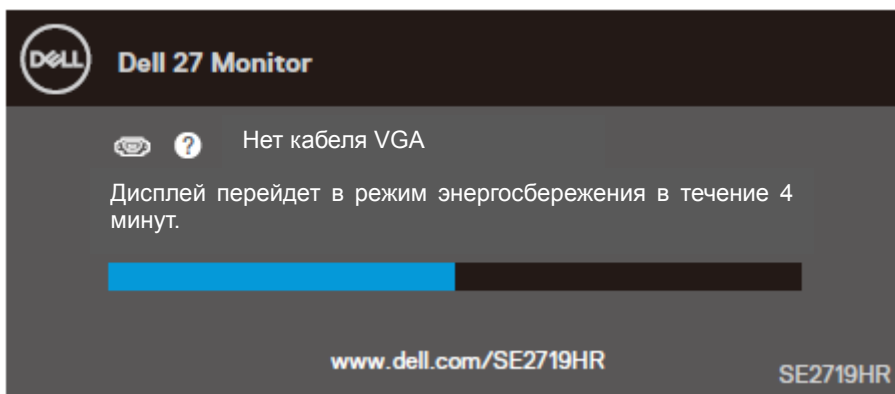 DELL Dell 27 Monitor
? Нет кабеля VGA
Дисплей перейдет в режим энергосбережения в течение 4
минут.
www.dell.com/SE2719HR
SE2719HR